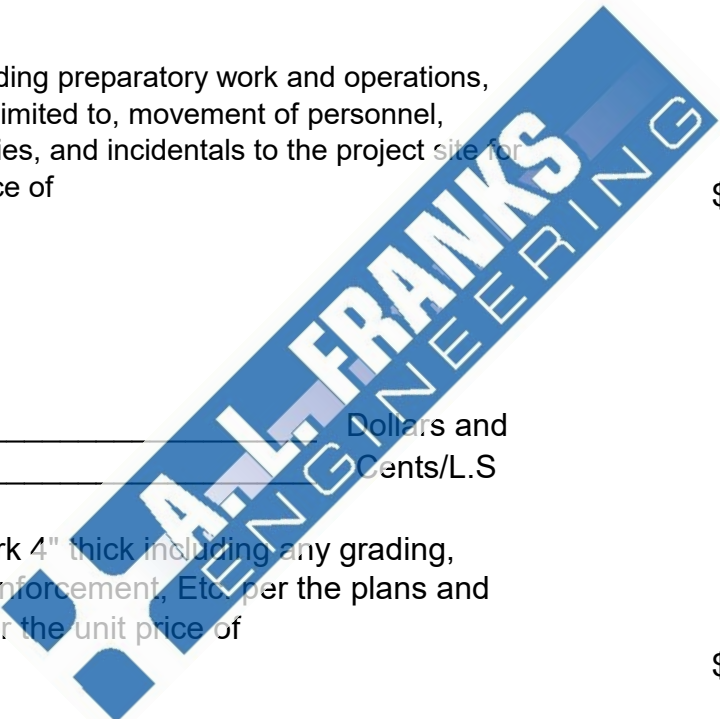 ding preparatory work and operations,
imited to, movement of personnel,
ies, and incidentals to the project site for
ce of
$
Dollars and
Cents/L.S
rk 4" thick including any grading,
nforcement, Etc. per the plans and
r the unit price of
$
A.L. FRANKS
ENGINEERING